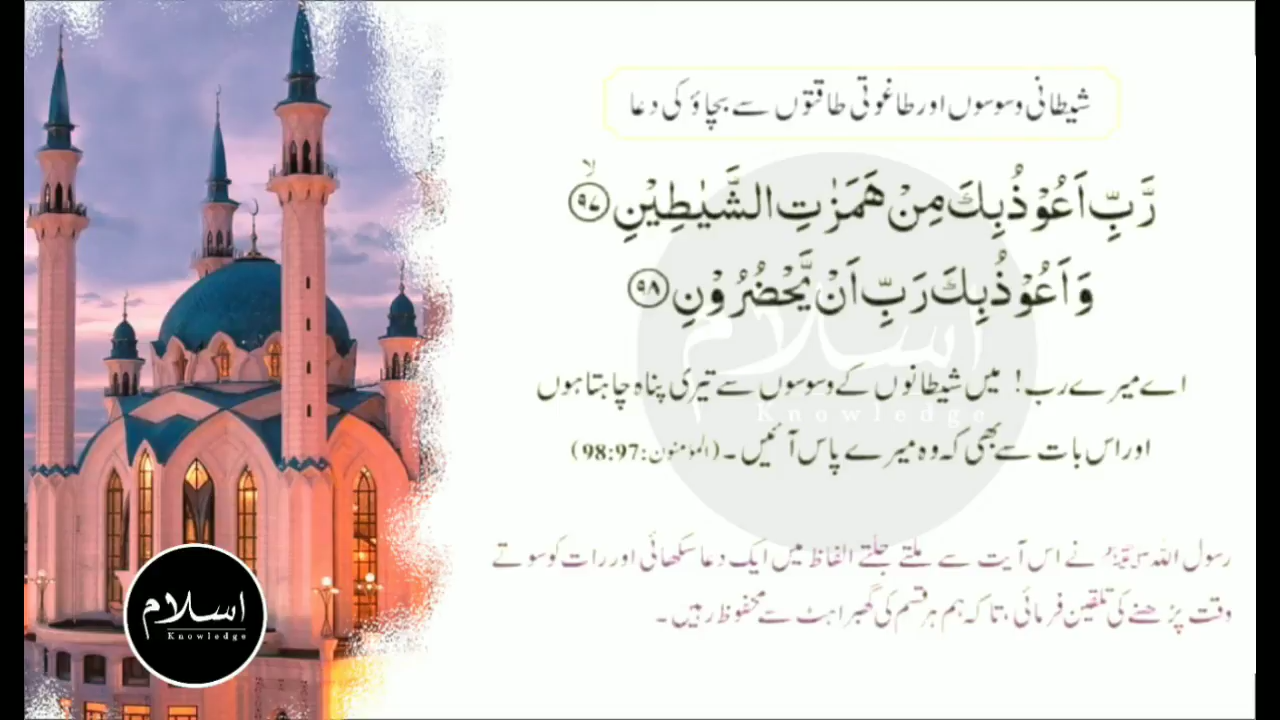 شیطانی وسوسوں اور طاغوتی طاقتوں سے بچاؤ کی دعا
رَّبِّ اَعُوْذُ بِكَ مِنْ هَمَزٰتِ الشَّيٰطِيْنِ ۙ﴿۹۷﴾
وَ اَعُوْذُ بِكَ رَبِّ اَنْ يَّحْضُرُوْنِ ﴿۹۸﴾
اے میرے رب! میں شیطانوں کے وسوسوں سے تیری پناہ چاہتا ہوں
اور اس بات سے بھی کہ وہ میرے پاس آئیں۔ (المؤمنون:98:97)
رسول اللہ ﷺ نے اس آیت سے ملتے جلتے الفاظ میں ایک دعا سکھائی اور رات کو سوتے
وقت پڑھنے کی تلقین فرمائی، تاکہ ہم ہر قسم کی گھبراہٹ سے محفوظ رہیں۔
اسلام
Knowledge
اسلام
Knowledge